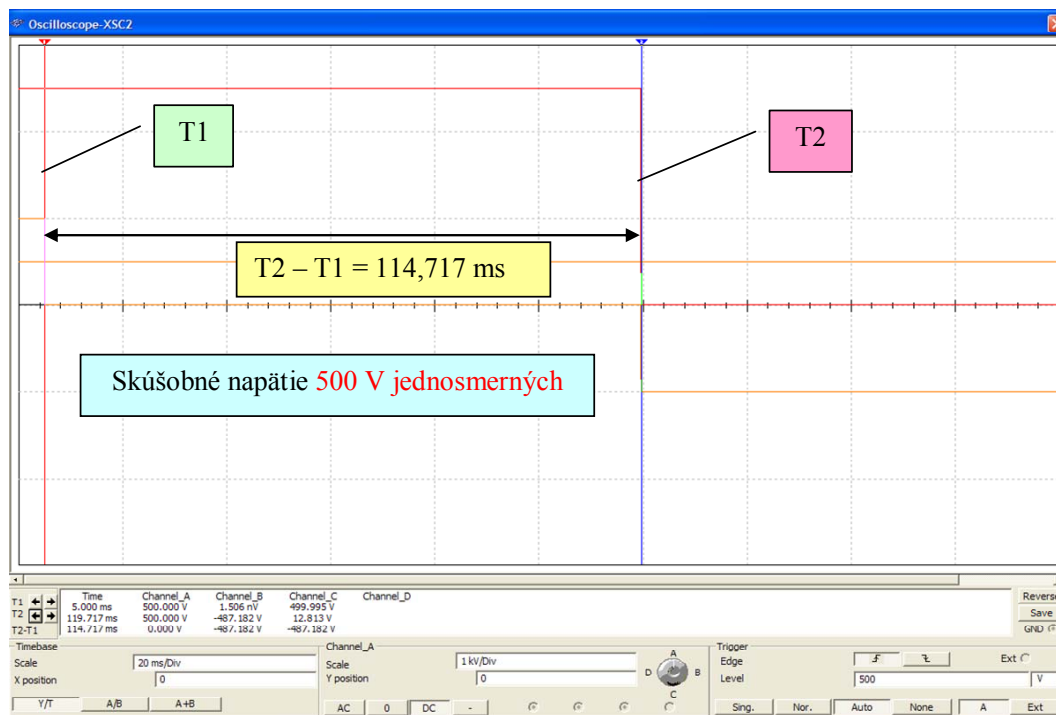 Oscilloscope-XSC2
T1
T2
T2 – T1 = 114,717 ms
Skúšobné napätie 500 V jednosmerných
Time Channel_A Channel_B Channel_C Channel_D
T1 5.000 ms 500.000 V 1.506 nV 499.995 V
T2 119.717 ms 500.000 V -487.182 V 12.813 V
T2-T1 114.717 ms 0.000 V -487.182 V -487.182 V
Reverse
Save
GND
Timebase
Scale 20 ms/Div
X position 0
Y/T A/B A+B
Channel_A
Scale 1 kV/Div
Y position 0
AC 0 DC -
A
D B
C
Trigger
Edge Ext
Level 500 V
Sing. Nor. Auto None A Ext